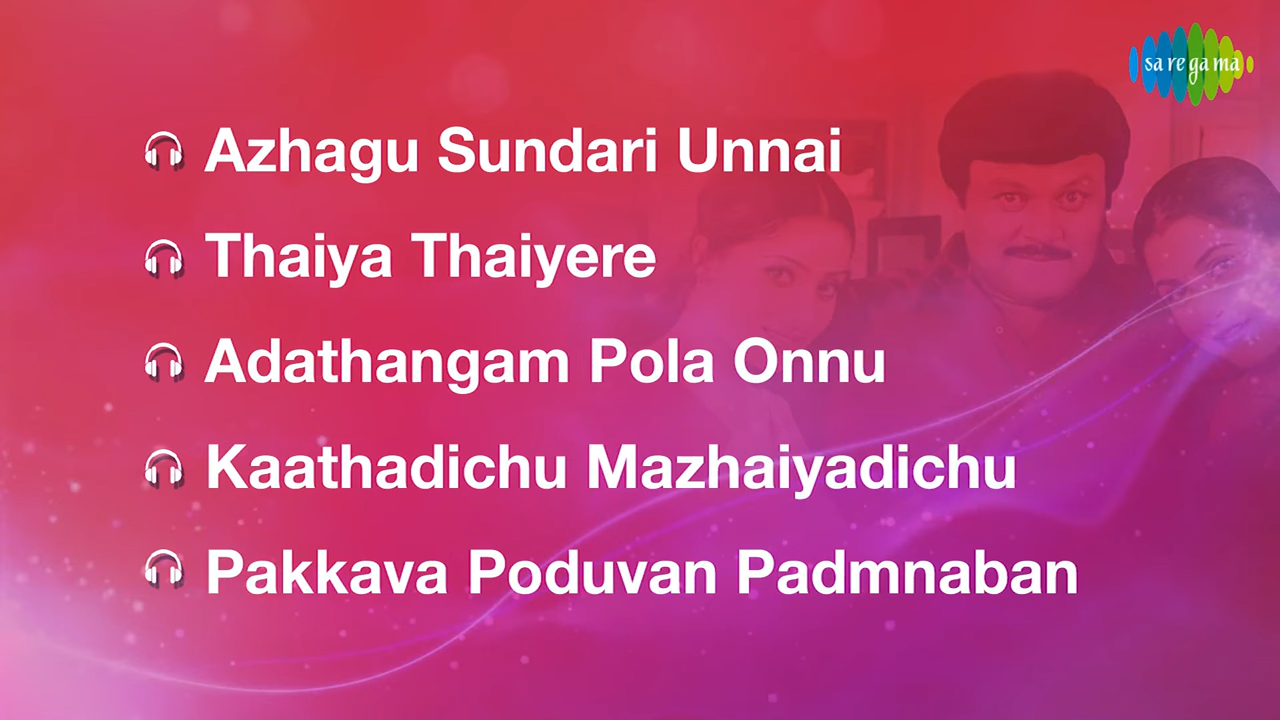 sa re ga ma
Azhagu Sundari Unnai
Thaiya Thaiyere
Adathangam Pola Onnu
Kaathadichu Mazhaiyadichu
Pakkava Poduvan Padmnaban